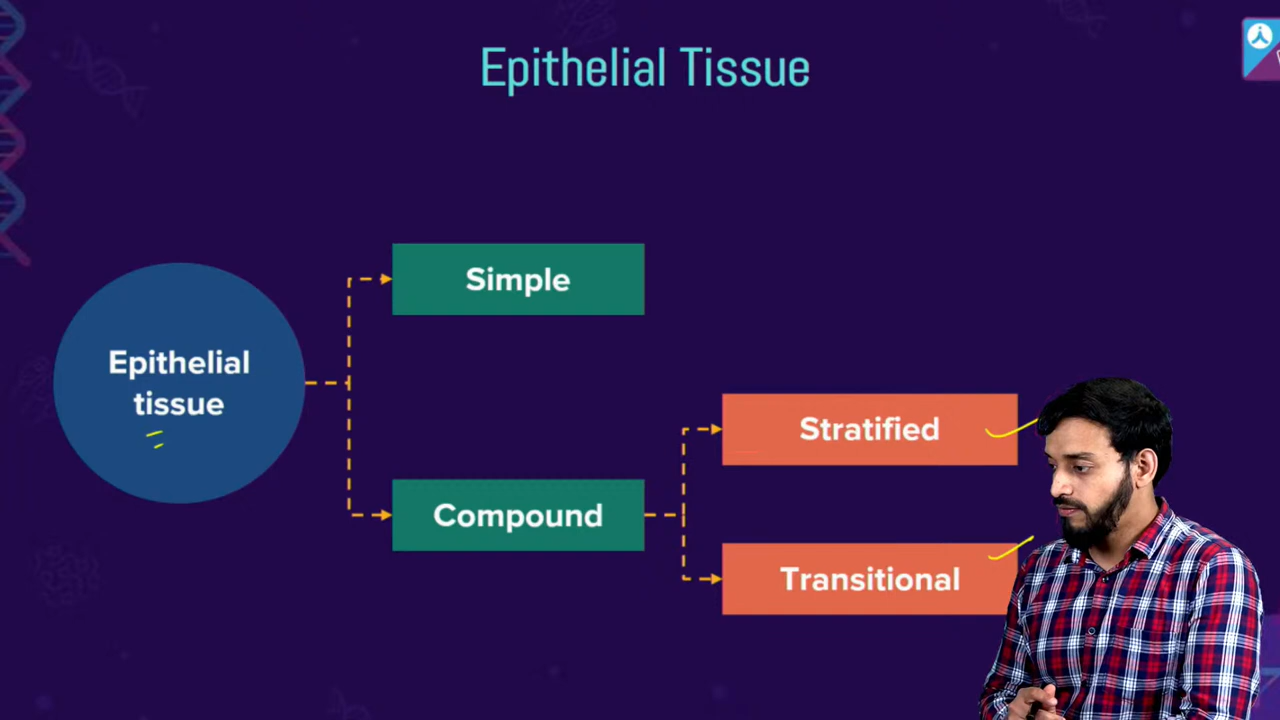 Epithelial Tissue
Simple
Epithelial
tissue
Stratified
Compound
Transitional